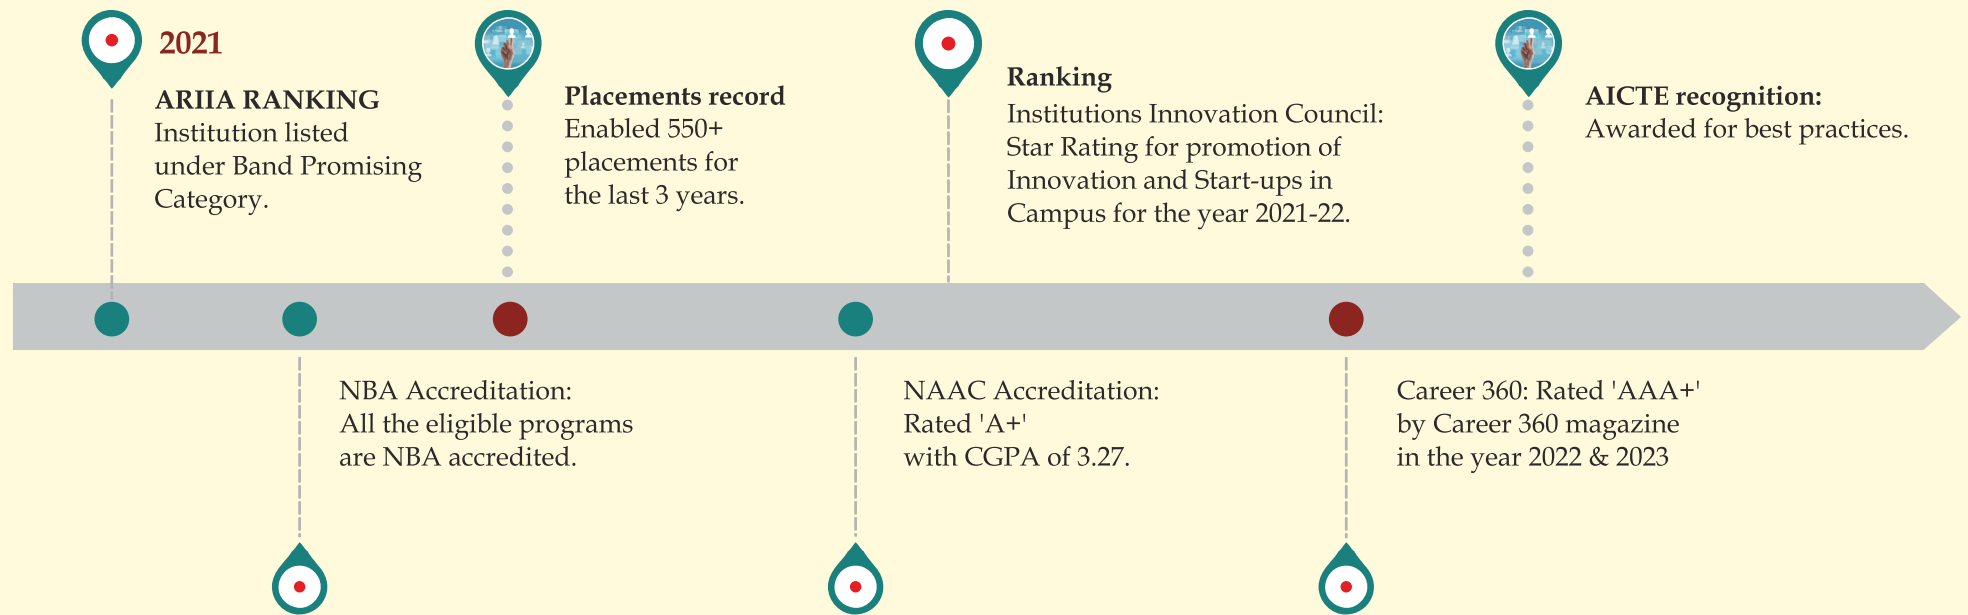 2021
ARIIA RANKING
Institution listed
under Band Promising
Category.
Placements record
Enabled 550+
placements for
the last 3 years.
Ranking
Institutions Innovation Council:
Star Rating for promotion of
Innovation and Start-ups in
Campus for the year 2021-22.
AICTE recognition:
Awarded for best practices.
NBA Accreditation:
All the eligible programs
are NBA accredited.
NAAC Accreditation:
Rated 'A+'
with CGPA of 3.27.
Career 360: Rated 'AAA+'
by Career 360 magazine
in the year 2022 & 2023